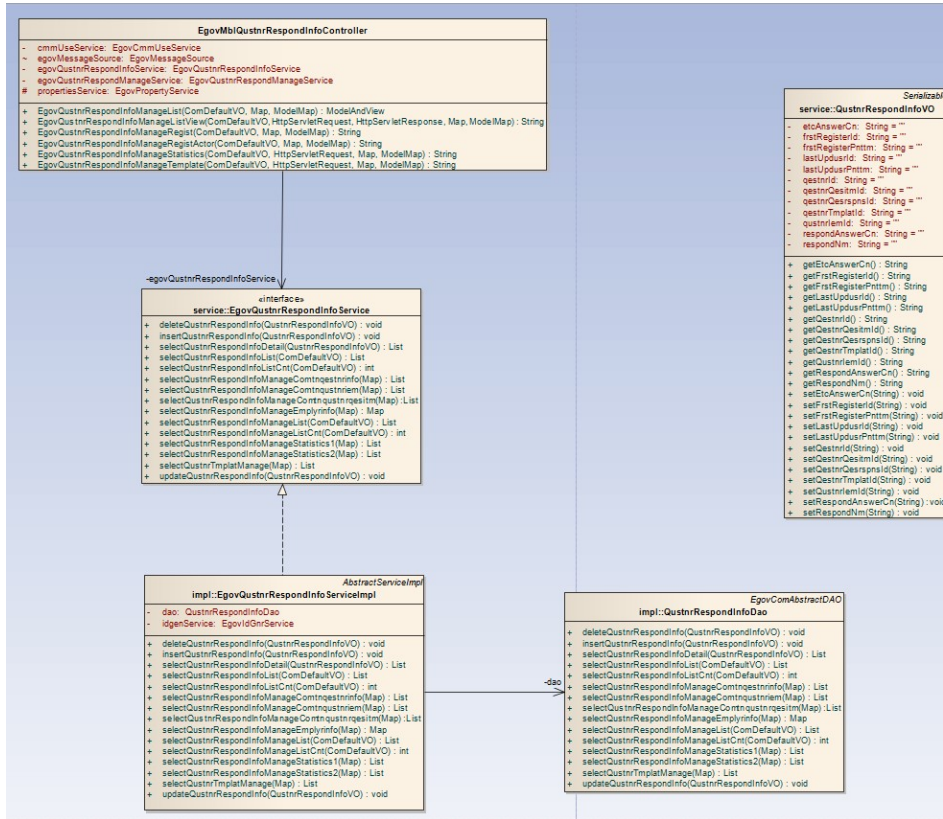 EgovMblQustnrRespondInfoController
- cmmUseService: EgovCmmUseService
~ egovMessageSource: EgovMessageSource
- egovQustnrRespondInfoService: EgovQustnrRespondInfoService
- egovQustnrRespondManageService: EgovQustnrRespondManageService
# propertiesService: EgovPropertyService
+ EgovQustnrRespondInfoManageList(ComDefaultVO, Map, ModelMap) : ModelAndView
+ EgovQustnrRespondInfoManageListView(ComDefaultVO, HttpServletRequest, HttpServletResponse, Map, ModelMap) : String
+ EgovQustnrRespondInfoManageRegist(ComDefaultVO, Map, ModelMap) : String
+ EgovQustnrRespondInfoManageRegistActor(ComDefaultVO, Map, ModelMap) : String
+ EgovQustnrRespondInfoManageStatistics(ComDefaultVO, HttpServletRequest, Map, ModelMap) : String
+ EgovQustnrRespondInfoManageTemplate(ComDefaultVO, HttpServletRequest, Map, ModelMap) : String
-egovQustnrRespondInfoService
«interface»
service::EgovQustnrRespondInfoService
+ deleteQustnrRespondInfo(QustnrRespondInfoVO) : void
+ insertQustnrRespondInfo(QustnrRespondInfoVO) : void
+ selectQustnrRespondInfoDetail(QustnrRespondInfoVO) : List
+ selectQustnrRespondInfoList(ComDefaultVO) : List
+ selectQustnrRespondInfoListCnt(ComDefaultVO) : int
+ selectQustnrRespondInfoManageComtnqestnrinfo(Map) : List
+ selectQustnrRespondInfoManageComtnqustnriem(Map) : List
+ selectQustnrRespondInfoManageComtnqustnrqesitm(Map) :List
+ selectQustnrRespondInfoManageEmplyrinfo(Map) : Map
+ selectQustnrRespondInfoManageList(ComDefaultVO) : List
+ selectQustnrRespondInfoManageListCnt(ComDefaultVO) : int
+ selectQustnrRespondInfoManageStatistics1(Map) : List
+ selectQustnrRespondInfoManageStatistics2(Map) : List
+ selectQustnrTmplatManage(Map) : List
+ updateQustnrRespondInfo(QustnrRespondInfoVO) : void
Serializable
service::QustnrRespondInfoVO
- etcAnswerCn: String = ""
- frstRegisterId: String = ""
- frstRegisterPnttm: String = ""
- lastUpdusrId: String = ""
- lastUpdusrPnttm: String = ""
- qestnrId: String = ""
- qestnrQesitmId: String = ""
- qestnrQesrspnsId: String = ""
- qestnrTmplatId: String = ""
- qustnrIemId: String = ""
- respondAnswerCn: String = ""
- respondNm: String = ""
+ getEtcAnswerCn() : String
+ getFrstRegisterId() : String
+ getFrstRegisterPnttm() : String
+ getLastUpdusrId() : String
+ getLastUpdusrPnttm() : String
+ getQestnrId() : String
+ getQestnrQesitmId() : String
+ getQestnrQesrspnsId() : String
+ getQestnrTmplatId() : String
+ getQustnrIemId() : String
+ getRespondAnswerCn() : String
+ getRespondNm() : String
+ setEtcAnswerCn(String) : void
+ setFrstRegisterId(String) : void
+ setFrstRegisterPnttm(String) : void
+ setLastUpdusrId(String) : void
+ setLastUpdusrPnttm(String) : void
+ setQestnrId(String) : void
+ setQestnrQesitmId(String) : void
+ setQestnrQesrspnsId(String) : void
+ setQestnrTmplatId(String) : void
+ setQustnrIemId(String) : void
+ setRespondAnswerCn(String) : void
+ setRespondNm(String) : void
AbstractServiceImpl
impl::EgovQustnrRespondInfoServiceImpl
- dao: QustnrRespondInfoDao
- idgenService: EgovIdGnrService
+ deleteQustnrRespondInfo(QustnrRespondInfoVO) : void
+ insertQustnrRespondInfo(QustnrRespondInfoVO) : void
+ selectQustnrRespondInfoDetail(QustnrRespondInfoVO) : List
+ selectQustnrRespondInfoList(ComDefaultVO) : List
+ selectQustnrRespondInfoListCnt(ComDefaultVO) : int
+ selectQustnrRespondInfoManageComtnqestnrinfo(Map) : List
+ selectQustnrRespondInfoManageComtnqustnriem(Map) : List
+ selectQustnrRespondInfoManageComtnqustnrqesitm(Map) :List
+ selectQustnrRespondInfoManageEmplyrinfo(Map) : Map
+ selectQustnrRespondInfoManageList(ComDefaultVO) : List
+ selectQustnrRespondInfoManageListCnt(ComDefaultVO) : int
+ selectQustnrRespondInfoManageStatistics1(Map) : List
+ selectQustnrRespondInfoManageStatistics2(Map) : List
+ selectQustnrTmplatManage(Map) : List
+ updateQustnrRespondInfo(QustnrRespondInfoVO) : void
-dao
EgovComAbstractDAO
impl::QustnrRespondInfoDao
+ deleteQustnrRespondInfo(QustnrRespondInfoVO) : void
+ insertQustnrRespondInfo(QustnrRespondInfoVO) : void
+ selectQustnrRespondInfoDetail(QustnrRespondInfoVO) : List
+ selectQustnrRespondInfoList(ComDefaultVO) : List
+ selectQustnrRespondInfoListCnt(ComDefaultVO) : int
+ selectQustnrRespondInfoManageComtnqestnrinfo(Map) : List
+ selectQustnrRespondInfoManageComtnqustnriem(Map) : List
+ selectQustnrRespondInfoManageComtnqustnrqesitm(Map) :List
+ selectQustnrRespondInfoManageEmplyrinfo(Map) : Map
+ selectQustnrRespondInfoManageList(ComDefaultVO) : List
+ selectQustnrRespondInfoManageListCnt(ComDefaultVO) : int
+ selectQustnrRespondInfoManageStatistics1(Map) : List
+ selectQustnrRespondInfoManageStatistics2(Map) : List
+ selectQustnrTmplatManage(Map) : List
+ updateQustnrRespondInfo(QustnrRespondInfoVO) : void